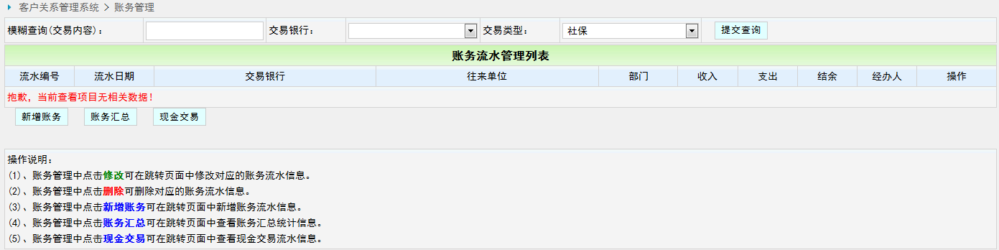 客户关系管理系统 > 账务管理
模糊查询(交易内容): 交易银行: 交易类型: 社保 提交查询
账务流水管理列表
流水编号 流水日期 交易银行 往来单位 部门 收入 支出 结余 经办人 操作
抱歉，当前查看项目无相关数据!
新增账务 账务汇总 现金交易
操作说明:
(1)、账务管理中点击修改可在跳转页面中修改对应的账务流水信息。
(2)、账务管理中点击删除可删除对应的账务流水信息。
(3)、账务管理中点击新增账务可在跳转页面中新增账务流水信息。
(4)、账务管理中点击账务汇总可在跳转页面中查看账务汇总统计信息。
(5)、账务管理中点击现金交易可在跳转页面中查看现金交易流水信息。